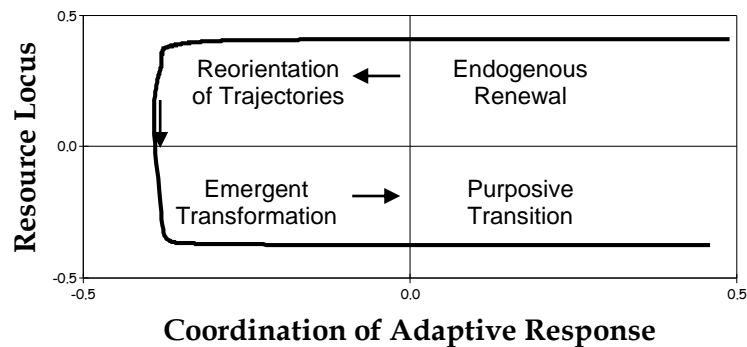 0.5
Reorientation
of Trajectories
Endogenous
Renewal
Resource Locus
0.0
Emergent
Transformation
Purposive
Transition
-0.5
-0.5
0.0
0.5
Coordination of Adaptive Response